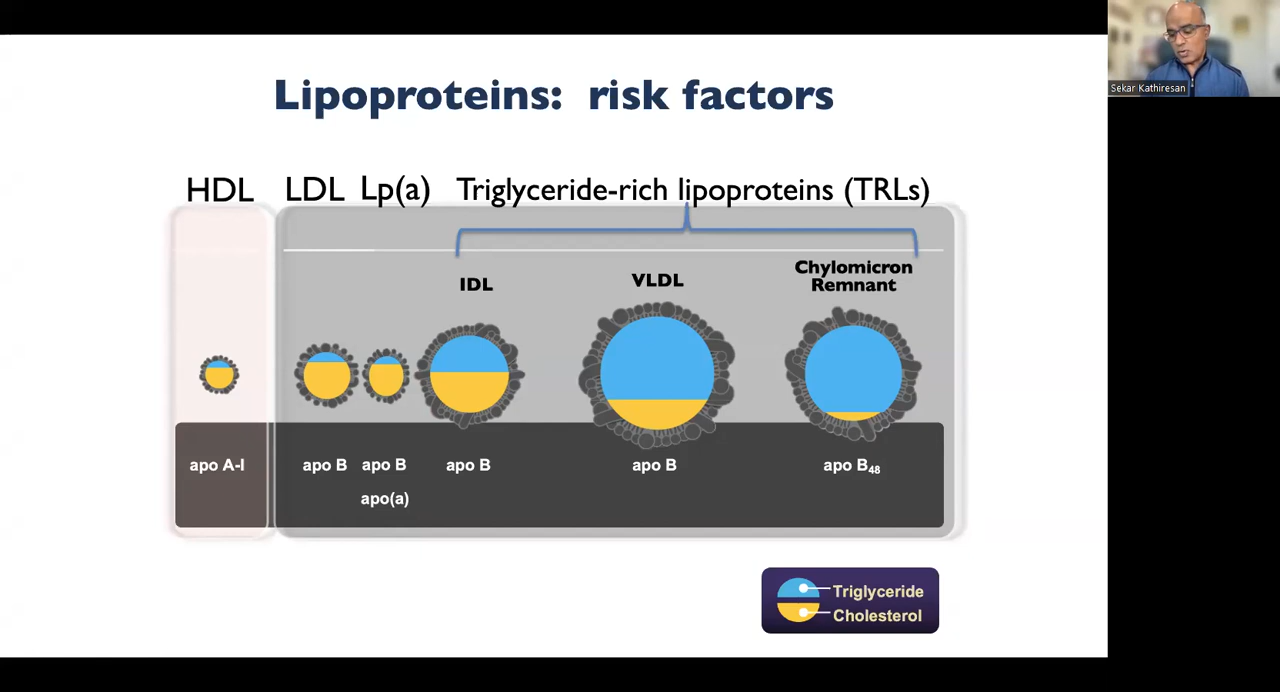 Lipoproteins: risk factors
Sekar Kathiresan
HDL LDL Lp(a) Triglyceride-rich lipoproteins (TRLs)
IDL
VLDL
Chylomicron
Remnant
apo A-I
apo B
apo B
apo(a)
apo B
apo B
apo B48
Triglyceride
Cholesterol